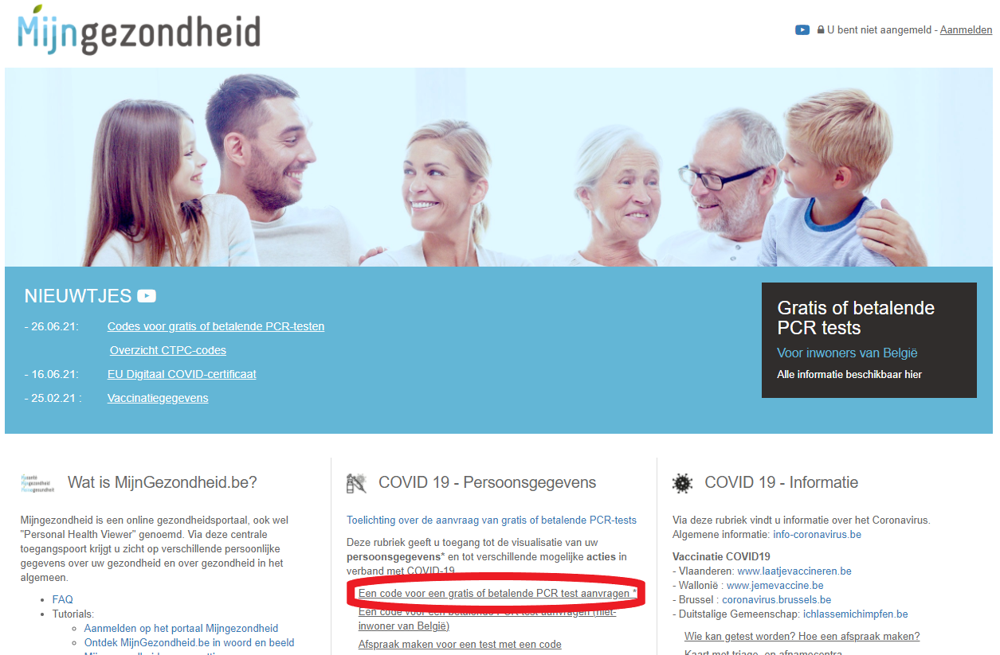 Mijngezondheid
U bent niet aangemeld - Aanmelden
NIEUWTJES
- 26.06.21: Codes voor gratis of betalende PCR-testen
Overzicht CTPC-codes
- 16.06.21: EU Digitaal COVID-certificaat
- 25.02.21 : Vaccinatiegegevens
Gratis of betalende
PCR tests
Voor inwoners van België
Alle informatie beschikbaar hier
Wat is MijnGezondheid.be?
Mijngezondheid is een online gezondheidsportaal, ook wel
"Personal Health Viewer" genoemd. Via deze centrale
toegangspoort krijgt u zicht op verschillende persoonlijke
gegevens over uw gezondheid en over gezondheid in het
algemeen.
• FAQ
• Tutorials:
Aanmelden op het portaal Mijngezondheid
Ontdek MijnGezondheid.be in woord en beeld
COVID 19 - Persoonsgegevens
Toelichting over de aanvraag van gratis of betalende PCR-tests
Deze rubriek geeft u toegang tot de visualisatie van uw
persoonsgegevens* en tot verschillende mogelijke acties in
verband met COVID-19
Een code voor een gratis of betalende PCR test aanvragen *
Een code voor een betalende PCR test aanvragen (niet-
inwoner van België)
Afspraak maken voor een test met een code
COVID 19 - Informatie
Via deze rubriek vindt u informatie over het Coronavirus.
Algemene informatie: info-coronavirus.be
Vaccinatie COVID19
- Vlaanderen: www.laatjevaccineren.be
- Wallonië : www.jemevaccine.be
- Brussel : coronavirus.brussels.be
- Duitstalige Gemeenschap: ichlassemichimpfen.be
Wie kan getest worden? Hoe een afspraak maken?
Kaart met triage- en afnamecentra